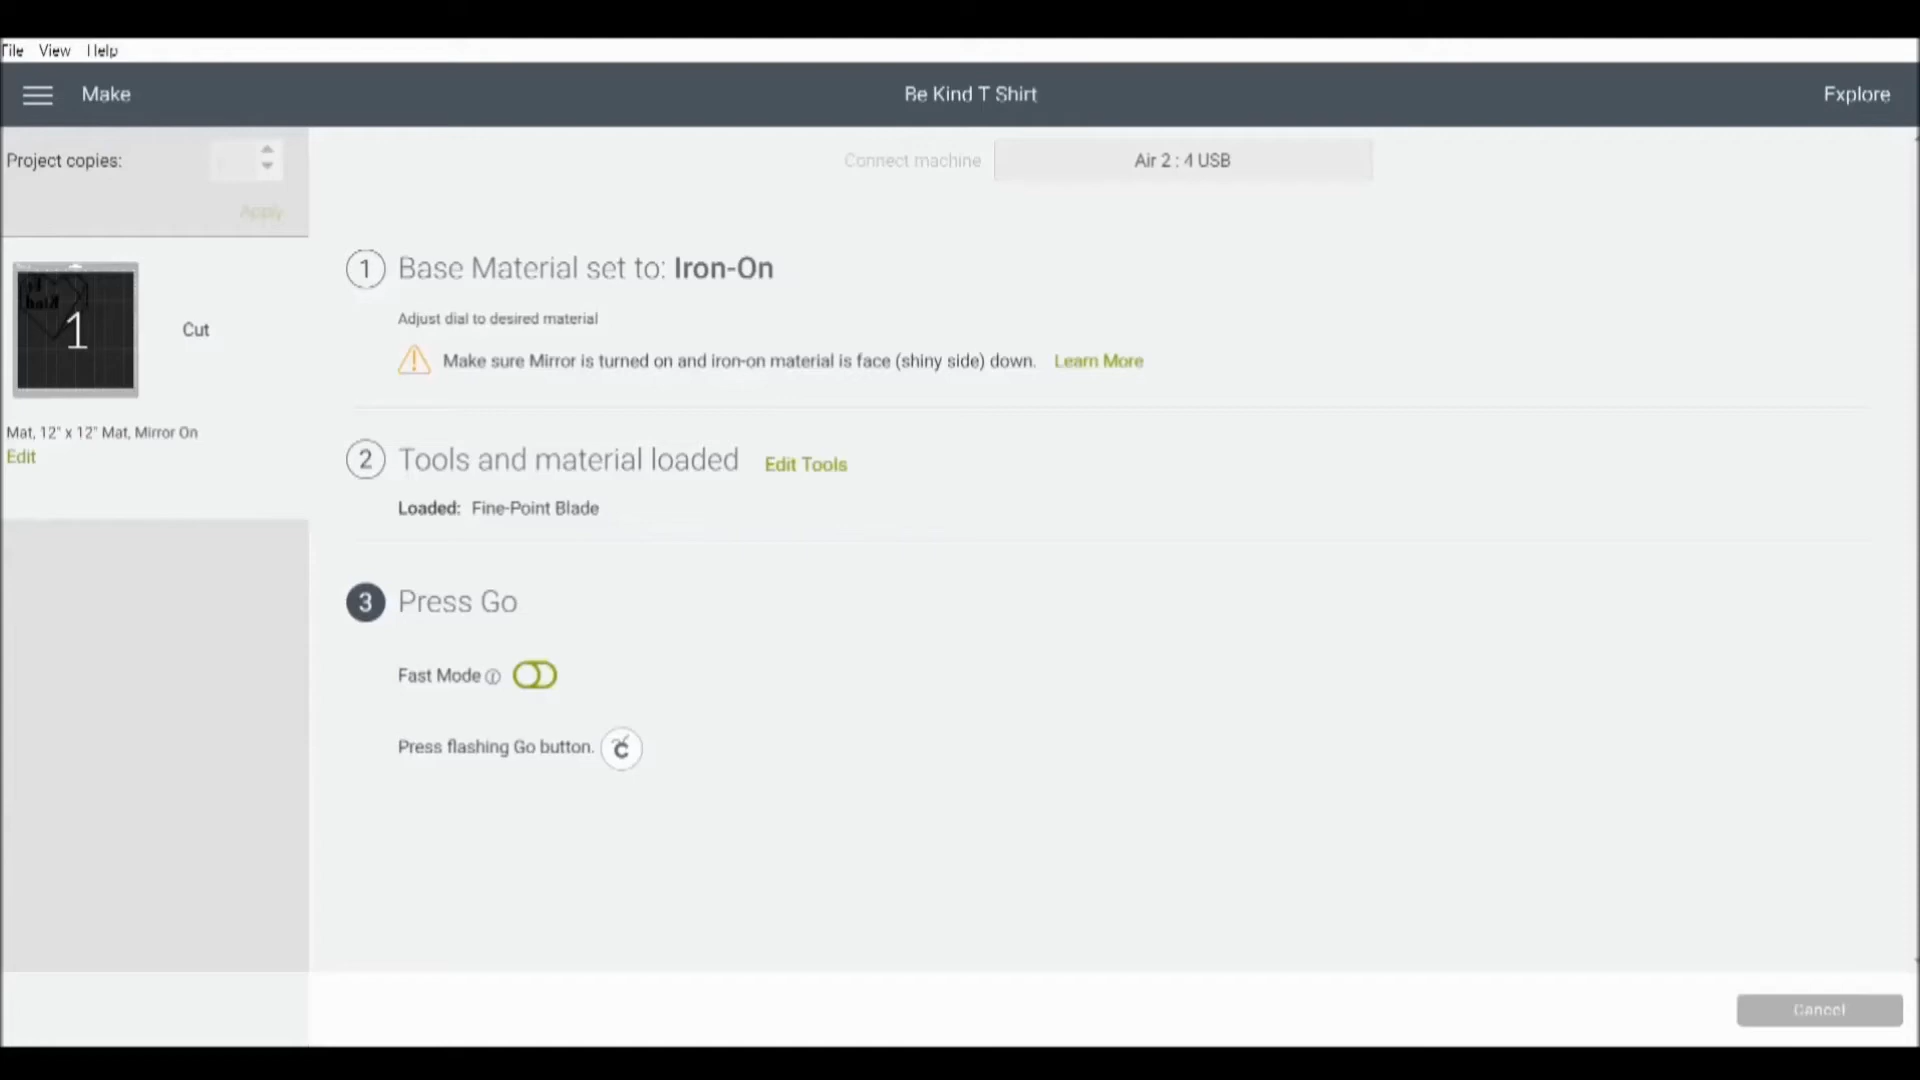 File View Help
Make
Be Kind T Shirt
Explore
Project copies:
Apply
Connect machine
Air 2 : 4 USB
1
Cut
Mat, 12" x 12" Mat, Mirror On
Edit
1 Base Material set to: Iron-On
Adjust dial to desired material
Make sure Mirror is turned on and iron-on material is face (shiny side) down. Learn More
2 Tools and material loaded Edit Tools
Loaded: Fine-Point Blade
3 Press Go
Fast Mode
Press flashing Go button.
Cancel